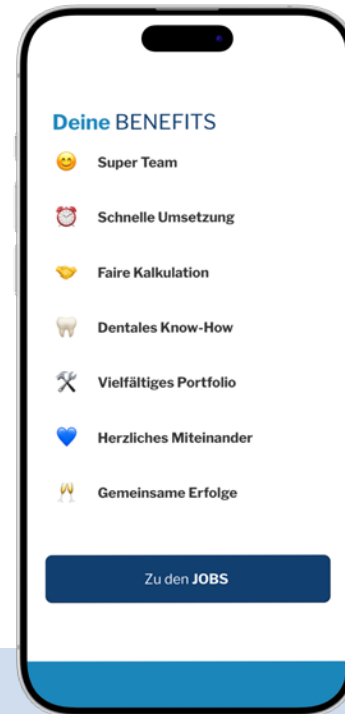 Deine BENEFITS
Super Team
Schnelle Umsetzung
Faire Kalkulation
Dentales Know-How
Vielfältiges Portfolio
Herzliches Miteinander
Gemeinsame Erfolge
Zu den JOBS